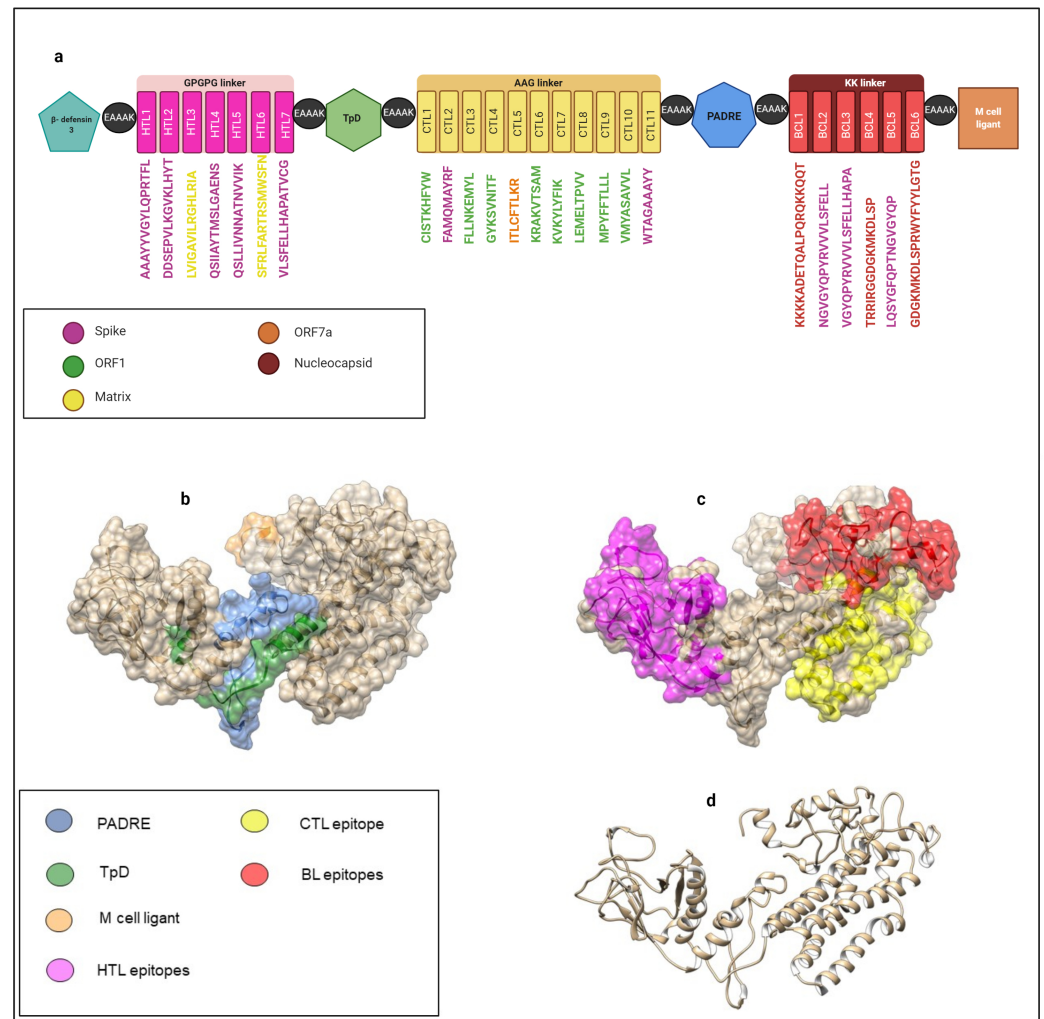 a
GPGPG linker
AAG linker
KK linker
β- defensin 3
EAAAK
HTL1
HTL2
HTL3
HTL4
HTL5
HTL6
HTL7
EAAAK
TpD
EAAAK
CTL1
CTL2
CTL3
CTL4
CTL5
CTL6
CTL7
CTL8
CTL9
CTL10
CTL11
EAAAK
PADRE
EAAAK
BCL1
BCL2
BCL3
BCL4
BCL5
BCL6
EAAAK
M cell
ligant
AAAYYVGYLQPRTFL
DDSEPVLKGVKLHYT
LVIGAVILRGHLRIA
QSIIAYTMSLGAENS
QSLLIVNNATNVVIK
SFRLFARTRSMWSFN
VLSFELLHAPATVCG
CISTKHFYW
FAMQMAYRF
FLLNKEMYL
GYKSVNITF
ITLCFTLKR
KRAKVTSAM
KVKYLYFIK
LEMELTPVV
MPYFFTLLL
VMYASAVVL
WTAGAAAYY
KKKKADETQALPQRQKKQQT
NGVGYQPYRVVVLSFELL
VGYQPYRVVVLSFELLHAPA
TRRIRGGDGKMKDLSP
LQSYGFQPTNGVGYQP
GDGKMKDLSPRWYFYYLGTG
Spike
ORF7a
ORF1
Nucleocapsid
Matrix
b
c
PADRE
CTL epitope
TpD
BL epitopes
M cell ligant
HTL epitopes
d